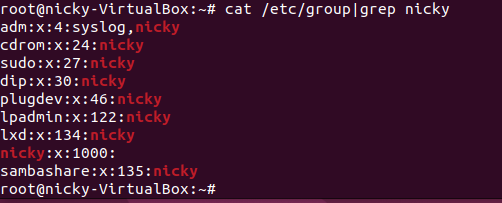 root@nicky-VirtualBox:~# cat /etc/group|grep nicky
adm:x:4:syslog,nicky
cdrom:x:24:nicky
sudo:x:27:nicky
dip:x:30:nicky
plugdev:x:46:nicky
lpadmin:x:122:nicky
lxd:x:134:nicky
nicky:x:1000:
sambashare:x:135:nicky
root@nicky-VirtualBox:~#